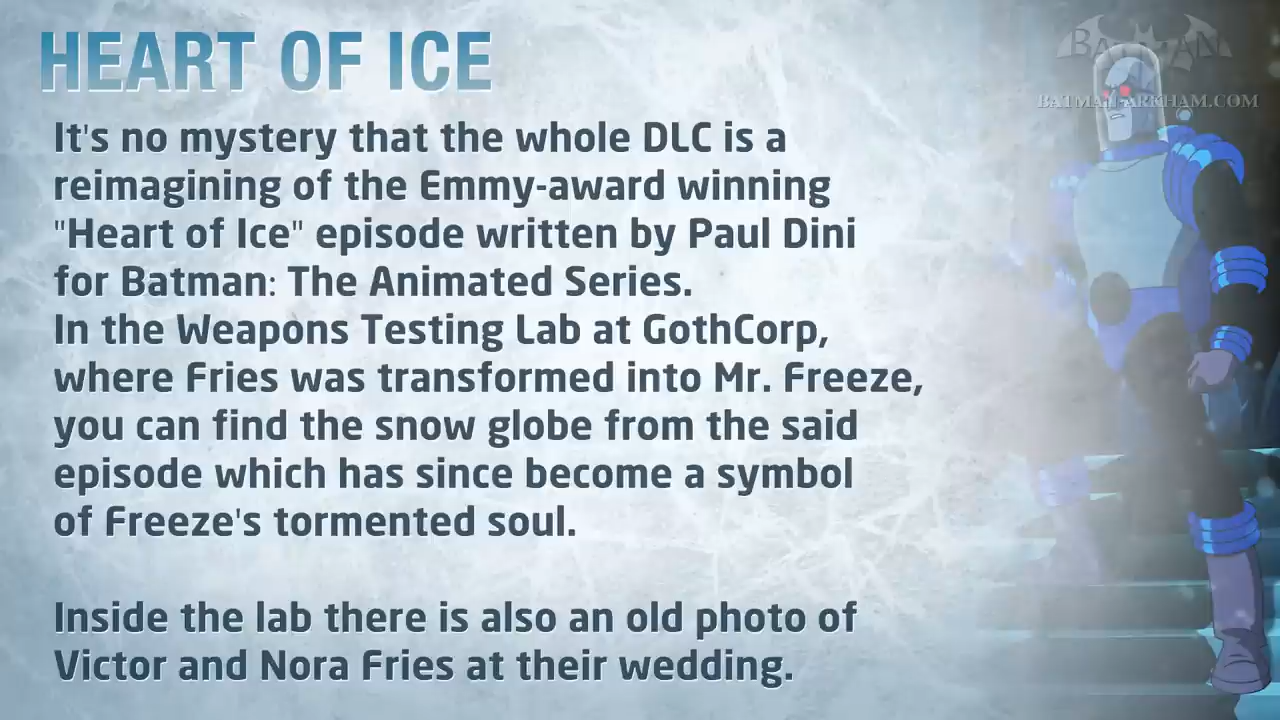 HEART OF ICE
BATMAN
BATMAN-ARKHAM.COM
It's no mystery that the whole DLC is a
reimagining of the Emmy-award winning
"Heart of Ice" episode written by Paul Dini
for Batman: The Animated Series.
In the Weapons Testing Lab at GothCorp,
where Fries was transformed into Mr. Freeze,
you can find the snow globe from the said
episode which has since become a symbol
of Freeze's tormented soul.
Inside the lab there is also an old photo of
Victor and Nora Fries at their wedding.